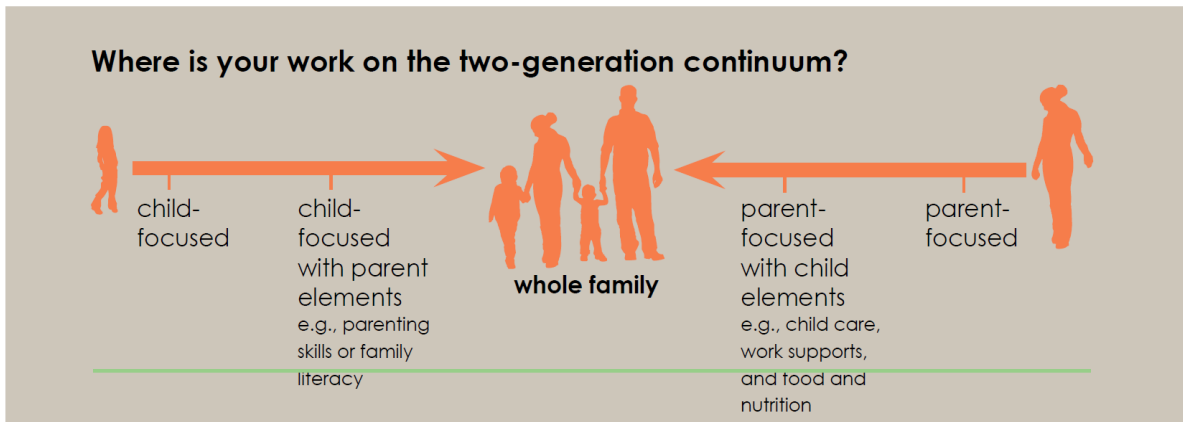 Where is your work on the two-generation continuum?
child-
focused
child-
focused
with parent
elements
e.g., parenting
skills or family
literacy
whole family
parent-
focused
with child
elements
e.g., child care,
work supports,
and food and
nutrition
parent-
focused